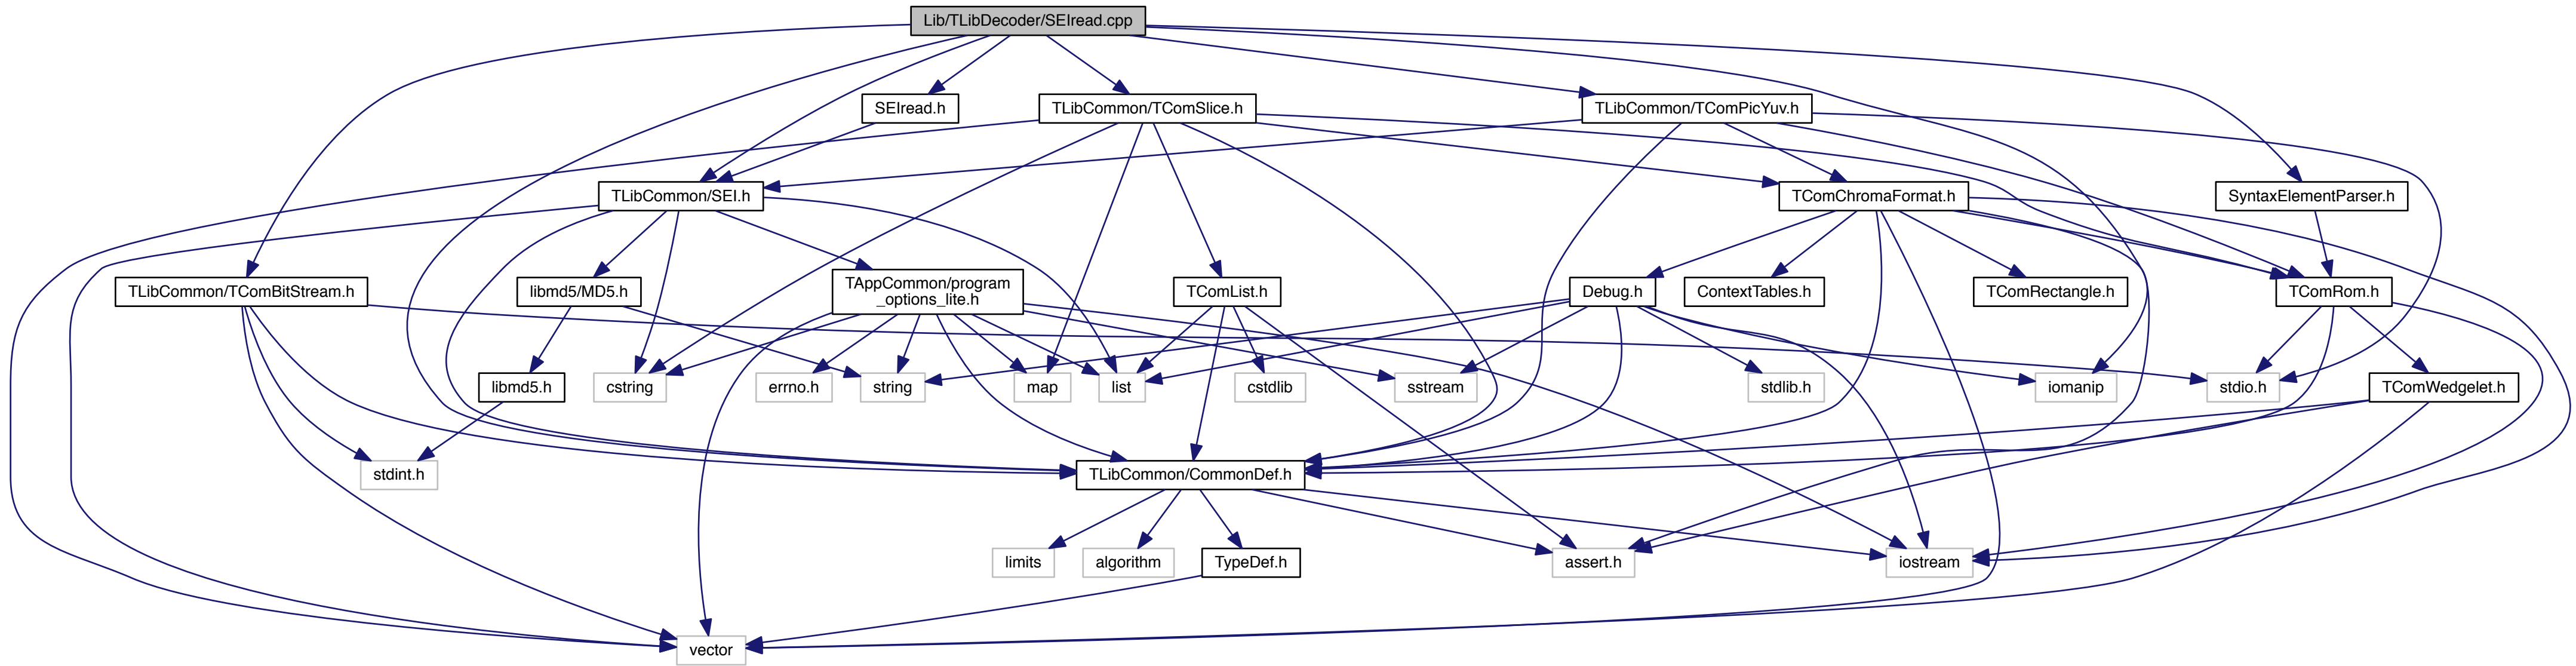 Lib/TLibDecoder/SEIread.cpp
SEIread.h
TLibCommon/TComSlice.h
TLibCommon/TComPicYuv.h
TLibCommon/SEI.h
TComChromaFormat.h
SyntaxElementParser.h
TLibCommon/TComBitStream.h
libmd5/MD5.h
TAppCommon/program
_options_lite.h
TComList.h
Debug.h
ContextTables.h
TComRectangle.h
TComRom.h
libmd5.h
cstring
errno.h
string
map
list
cstdlib
sstream
stdlib.h
iomanip
stdio.h
TComWedgelet.h
stdint.h
TLibCommon/CommonDef.h
limits
algorithm
TypeDef.h
assert.h
iostream
vector